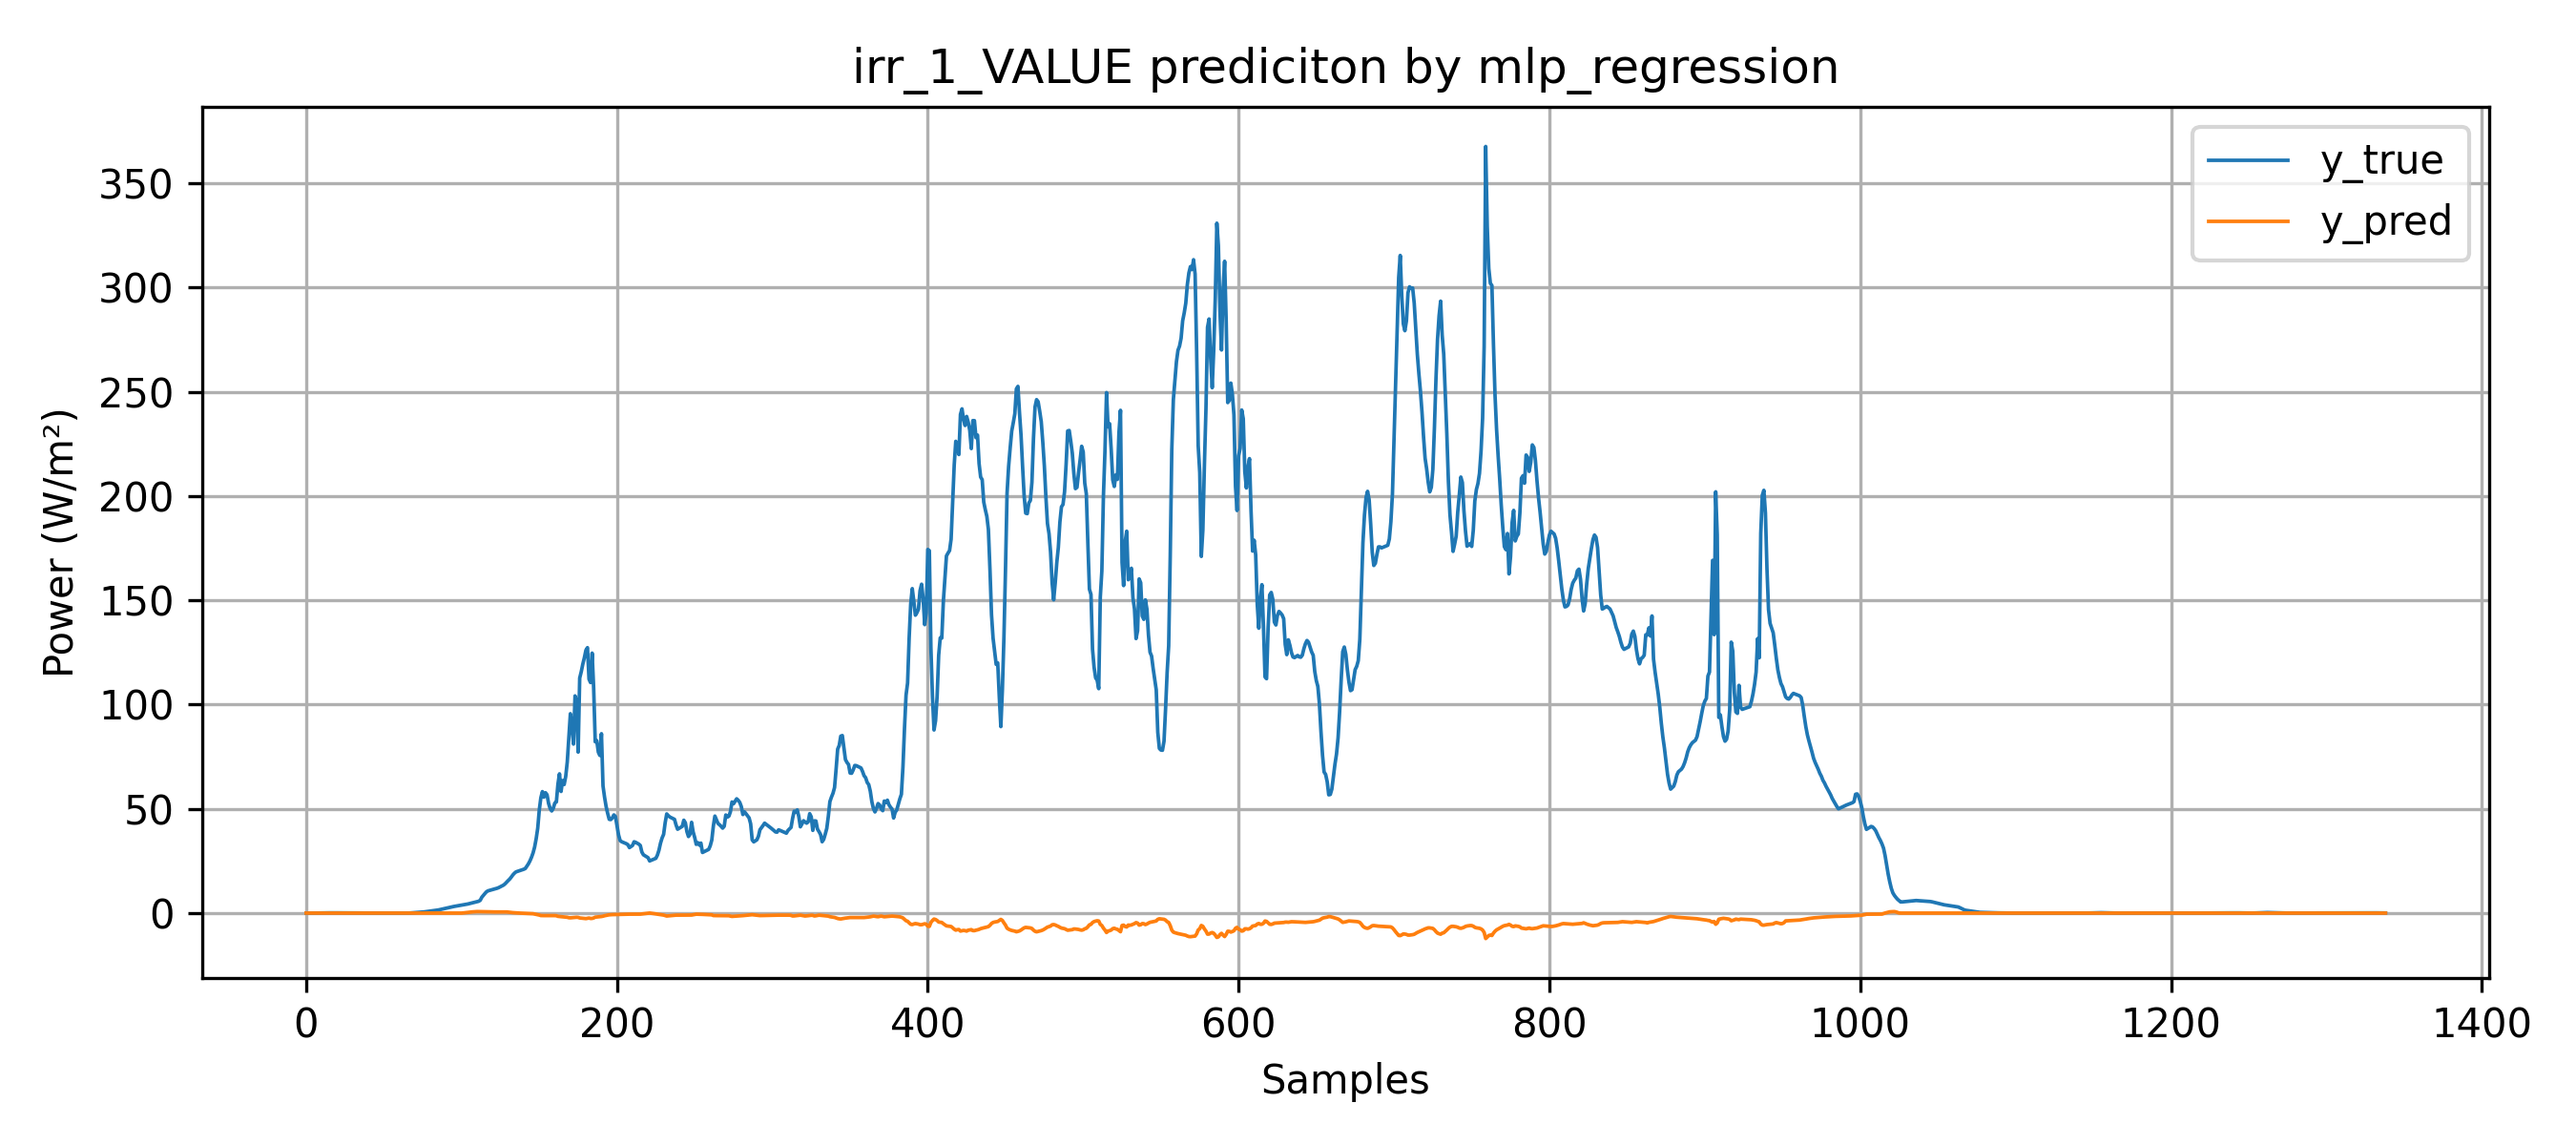 irr_1_VALUE prediciton by mlp_regression
y_true
y_pred
Power (W/m²)
350
300
250
200
150
100
50
0
0 200 400 600 800 1000 1200 1400
Samples